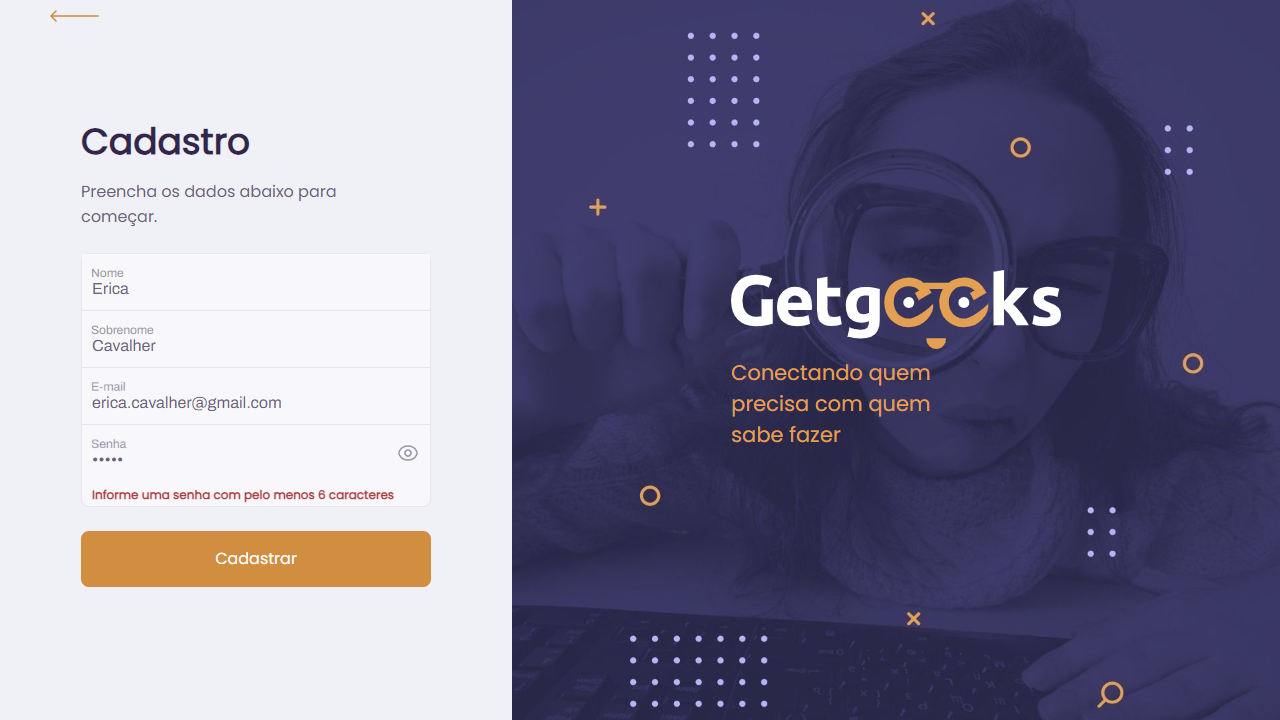 Cadastro
Preencha os dados abaixo para
começar.
Nome
Erica
Sobrenome
Cavalher
E-mail
erica.cavalher@gmail.com
Senha
•••••
Informe uma senha com pelo menos 6 caracteres
Cadastrar
Getgeeks
Conectando quem
precisa com quem
sabe fazer